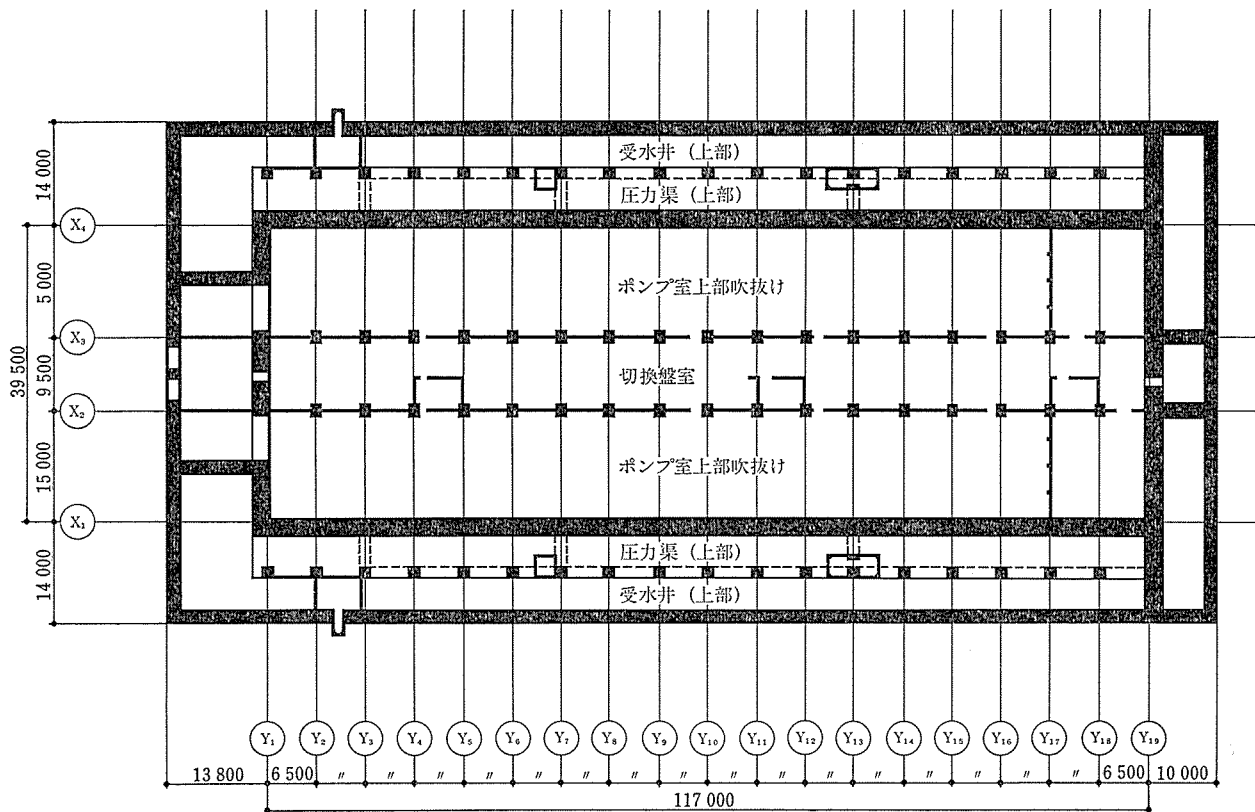 受水井（上部）
圧力渠（上部）
ポンプ室上部吹抜け
切換盤室
ポンプ室上部吹抜け
圧力渠（上部）
受水井（上部）
14 000
X₄
5 000
X₃
39 500
9 500
X₂
15 000
X₁
14 000
Y₁ Y₂ Y₃ Y₄ Y₅ Y₆ Y₇ Y₈ Y₉ Y₁₀ Y₁₁ Y₁₂ Y₁₃ Y₁₄ Y₁₅ Y₁₆ Y₁₇ Y₁₈ Y₁₉
13 800 6 500 〃 〃 〃 〃 〃 〃 〃 〃 〃 〃 〃 〃 〃 〃 〃 〃 6 500 10 000
117 000